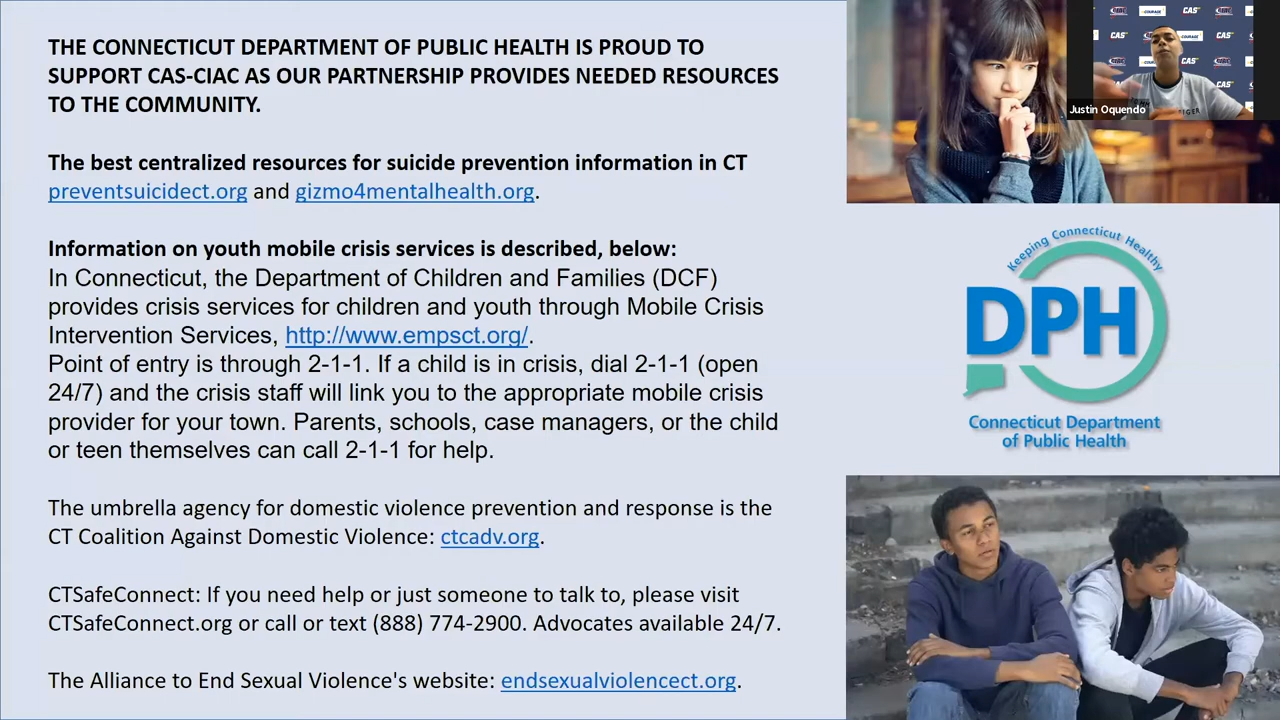 THE CONNECTICUT DEPARTMENT OF PUBLIC HEALTH IS PROUD TO
SUPPORT CAS-CIAC AS OUR PARTNERSHIP PROVIDES NEEDED RESOURCES
TO THE COMMUNITY.
The best centralized resources for suicide prevention information in CT
preventsuicidect.org and gizmo4mentalhealth.org.
Information on youth mobile crisis services is described, below:
In Connecticut, the Department of Children and Families (DCF)
provides crisis services for children and youth through Mobile Crisis
Intervention Services, http://www.empsct.org/.
Point of entry is through 2-1-1. If a child is in crisis, dial 2-1-1 (open
24/7) and the crisis staff will link you to the appropriate mobile crisis
provider for your town. Parents, schools, case managers, or the child
or teen themselves can call 2-1-1 for help.
The umbrella agency for domestic violence prevention and response is the
CT Coalition Against Domestic Violence: ctcadv.org.
CTSafeConnect: If you need help or just someone to talk to, please visit
CTSafeConnect.org or call or text (888) 774-2900. Advocates available 24/7.
The Alliance to End Sexual Violence's website: endsexualviolencect.org.
CAS
Justin Oquendo
Keeping Connecticut Healthy
DPH
Connecticut Department
of Public Health